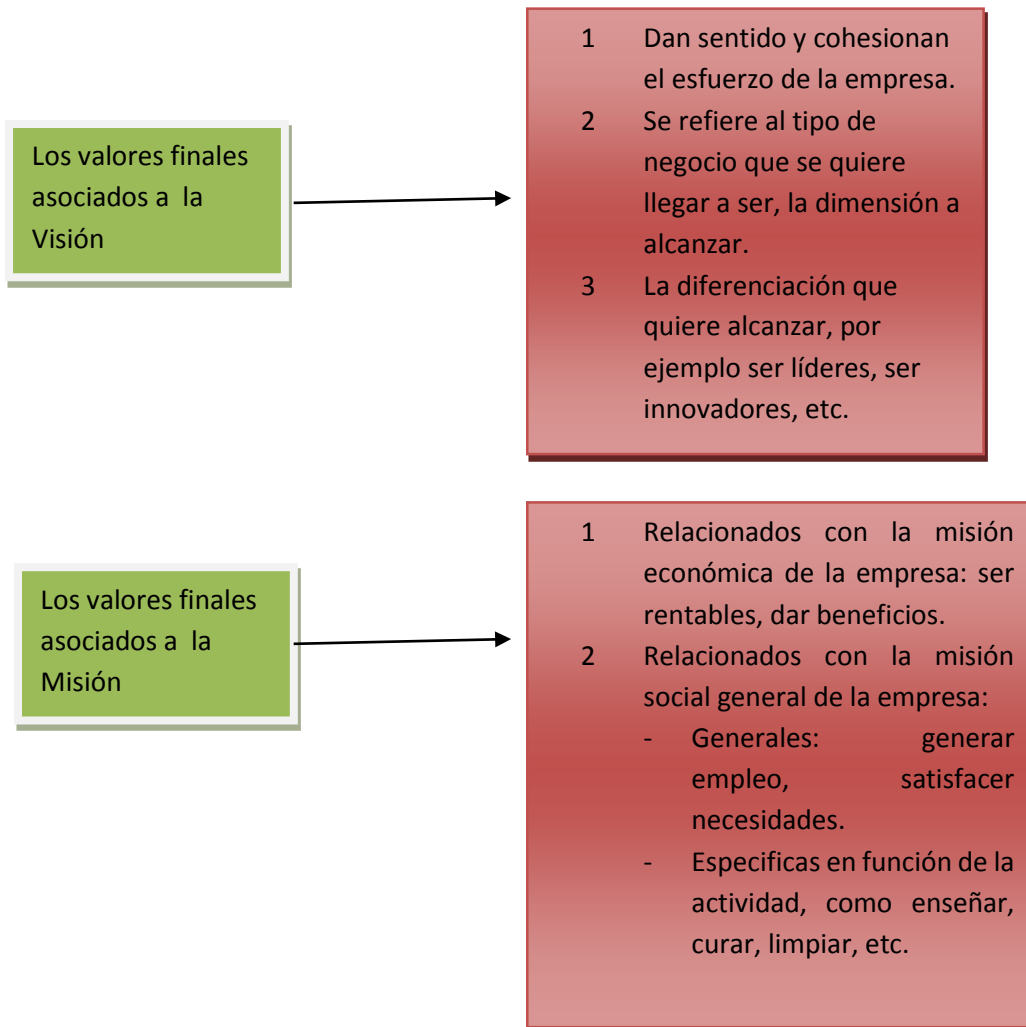 Los valores finales
asociados a la
Visión
1 Dan sentido y cohesionan
el esfuerzo de la empresa.
2 Se refiere al tipo de
negocio que se quiere
llegar a ser, la dimensión a
alcanzar.
3 La diferenciación que
quiere alcanzar, por
ejemplo ser líderes, ser
innovadores, etc.
Los valores finales
asociados a la
Misión
1 Relacionados con la misión
económica de la empresa: ser
rentables, dar beneficios.
2 Relacionados con la misión
social general de la empresa:
- Generales: generar
empleo, satisfacer
necesidades.
- Especificas en función de la
actividad, como enseñar,
curar, limpiar, etc.